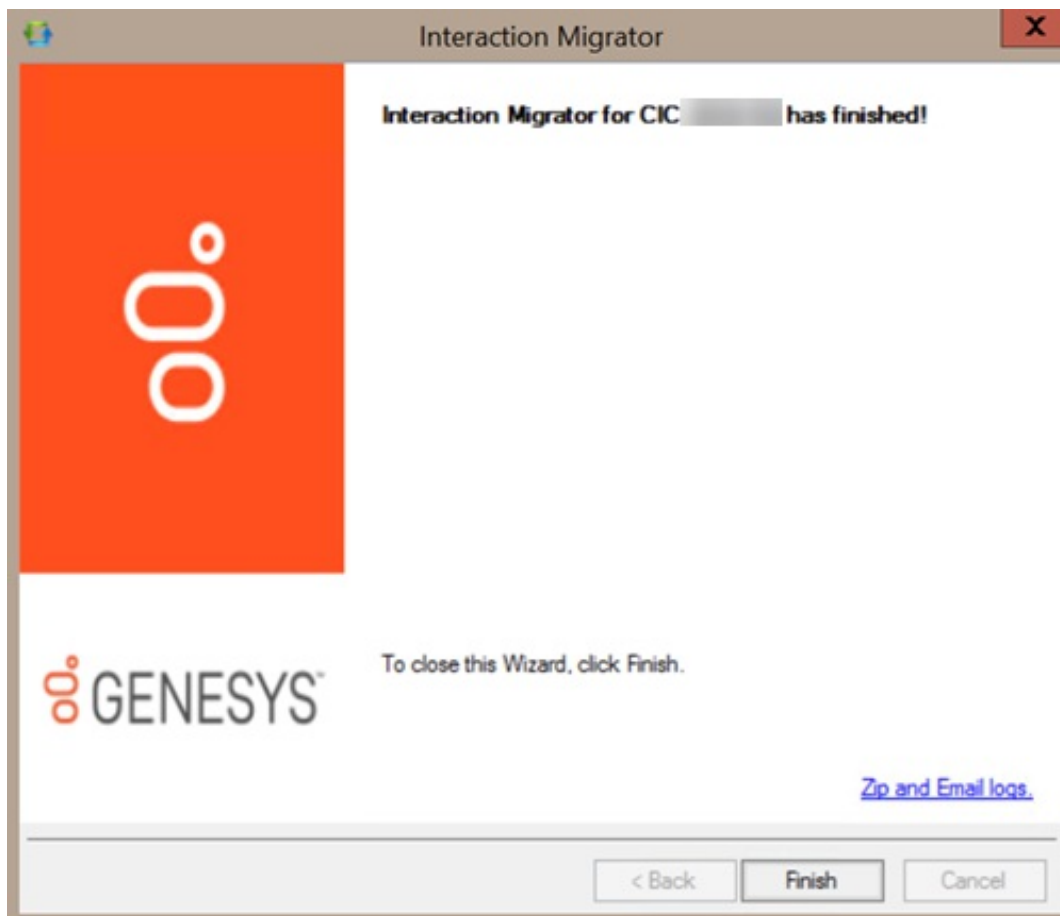 Interaction Migrator
X
Interaction Migrator for CIC has finished!
To close this Wizard, click Finish.
GENESYS™
Zip and Email logs.
< Back Finish Cancel